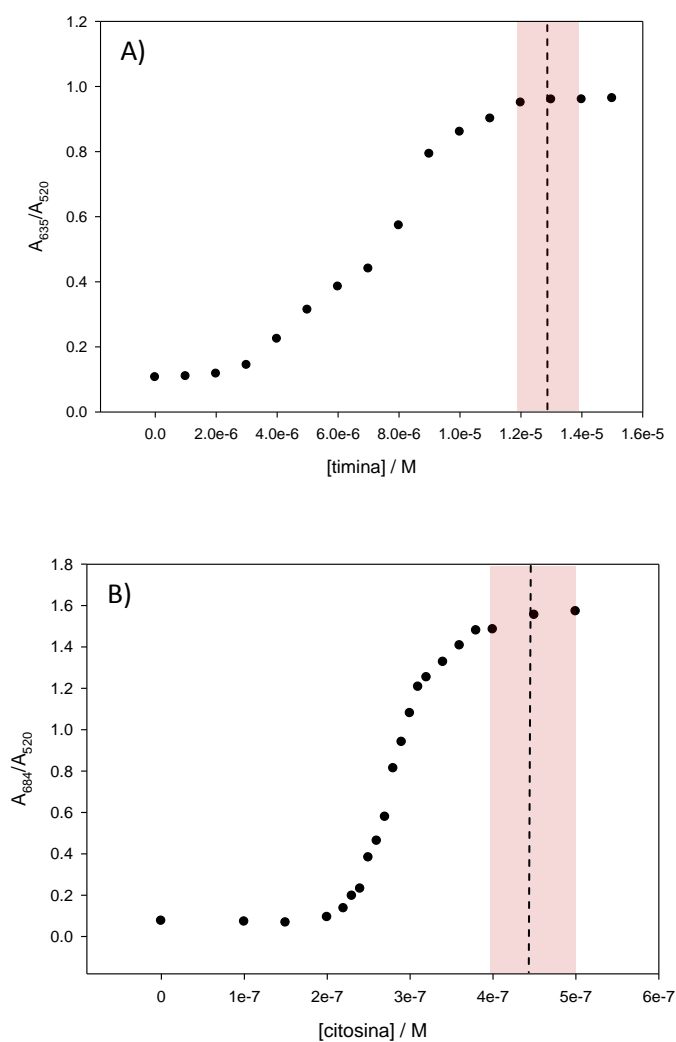 A)
1.2
1.0
0.8
0.6
0.4
0.2
0.0
A635/A520
0.0 2.0e-6 4.0e-6 6.0e-6 8.0e-6 1.0e-5 1.2e-5 1.4e-5 1.6e-5
[timina] / M
B)
1.8
1.6
1.4
1.2
1.0
0.8
0.6
0.4
0.2
0.0
A684/A520
0 1e-7 2e-7 3e-7 4e-7 5e-7 6e-7
[citosina] / M